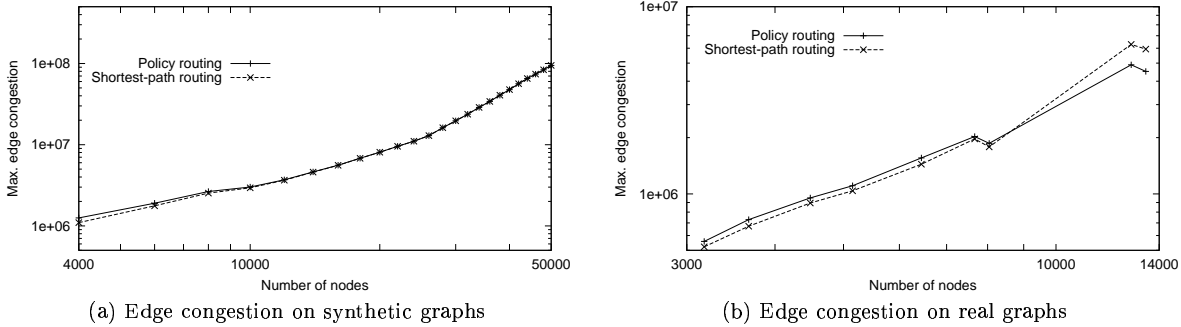 1e+08
1e+07
1e+06
Max. edge congestion
Policy routing
Shortest-path routing
4000 10000 50000
Number of nodes
(a) Edge congestion on synthetic graphs
1e+07
1e+06
Max. edge congestion
Policy routing
Shortest-path routing
3000 10000 14000
Number of nodes
(b) Edge congestion on real graphs